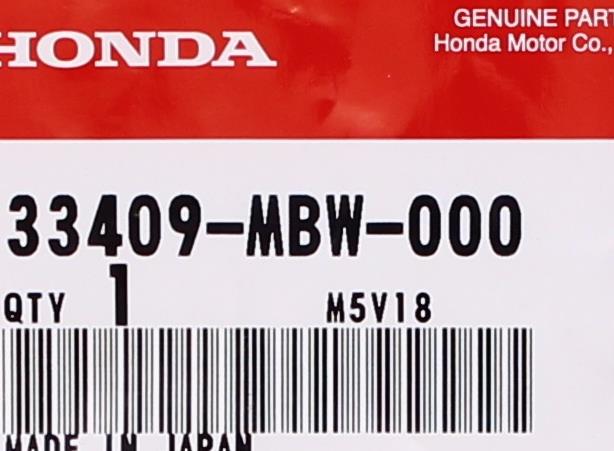 HONDA
GENUINE PART
Honda Motor Co.,
33409-MBW-000
QTY 1 M5V18
MADE IN JAPAN